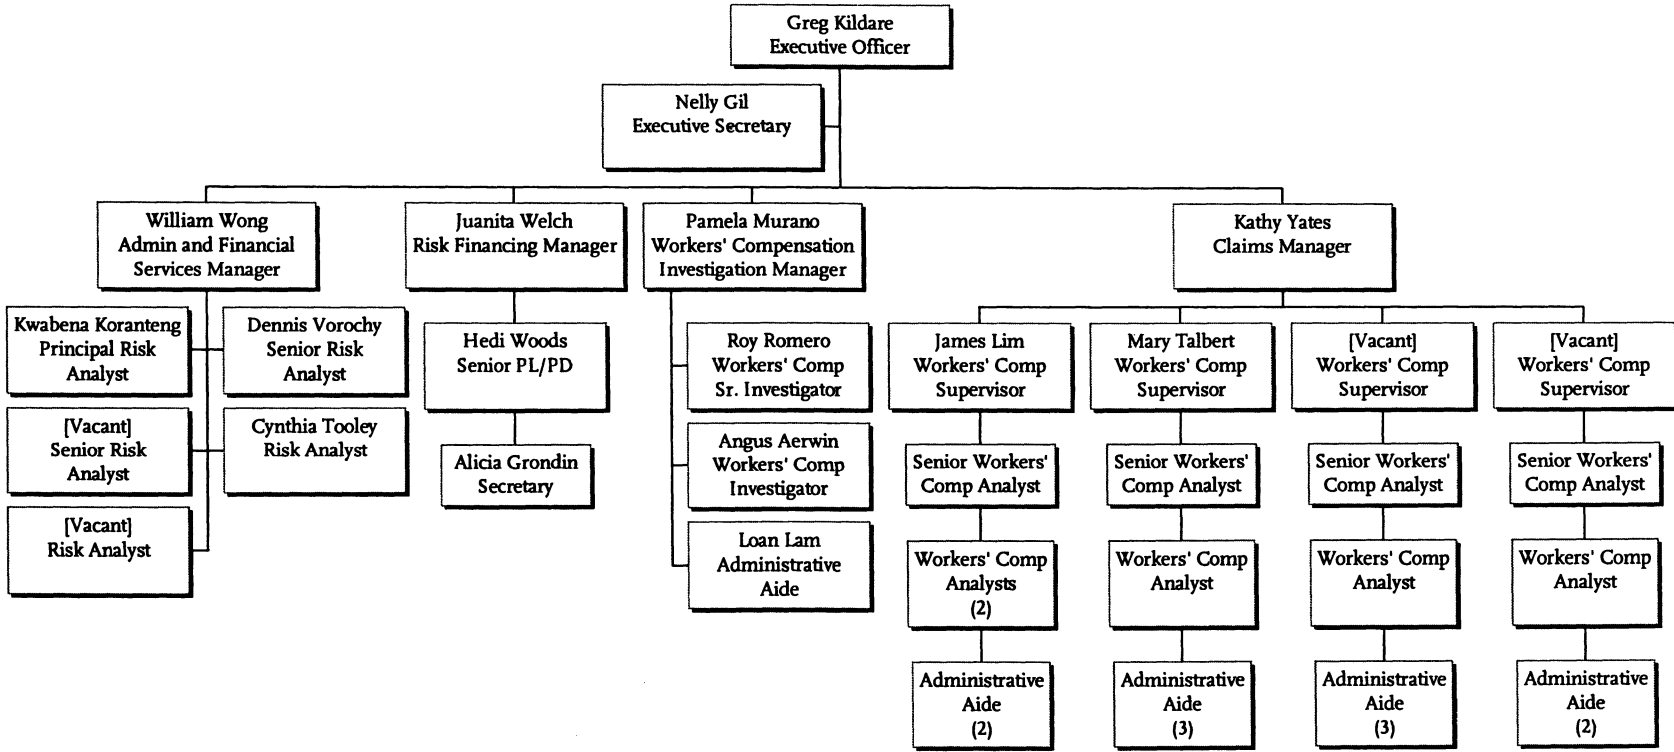 Greg Kildare
Executive Officer
Nelly Gil
Executive Secretary
William Wong
Admin and Financial
Services Manager
Juanita Welch
Risk Financing Manager
Pamela Murano
Workers' Compensation
Investigation Manager
Kathy Yates
Claims Manager
Kwabena Koranteng
Principal Risk
Analyst
Dennis Vorochy
Senior Risk
Analyst
[Vacant]
Senior Risk
Analyst
Cynthia Tooley
Risk Analyst
[Vacant]
Risk Analyst
Hedi Woods
Senior PL/PD
Alicia Grondin
Secretary
Roy Romero
Workers' Comp
Sr. Investigator
Angus Aerwin
Workers' Comp
Investigator
Loan Lam
Administrative
Aide
James Lim
Workers' Comp
Supervisor
Senior Workers'
Comp Analyst
Workers' Comp
Analysts
(2)
Administrative
Aide
(2)
Mary Talbert
Workers' Comp
Supervisor
Senior Workers'
Comp Analyst
Workers' Comp
Analyst
Administrative
Aide
(3)
[Vacant]
Workers' Comp
Supervisor
Senior Workers'
Comp Analyst
Workers' Comp
Analyst
Administrative
Aide
(3)
[Vacant]
Workers' Comp
Supervisor
Senior Workers'
Comp Analyst
Workers' Comp
Analyst
Administrative
Aide
(2)